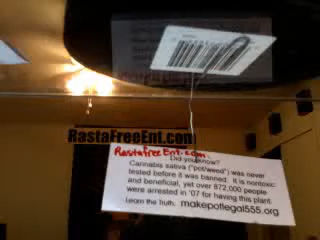 RastaFreeEnt.com
RastafreeEnt.com
Did you know?
Cannabis sativa ("pot/weed") was never
tested before it was banned. It is nontoxic
and beneficial, yet over 872,000 people
were arrested in '07 for having this plant.
Learn the truth. makepotlegal555.org